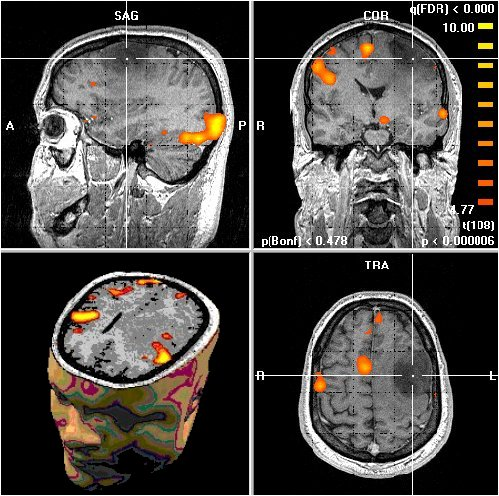 SAG
A
P
COR
q(FDR) < 0.000
10.00
R
4.77
t(108)
p(Bonf) < 0.478
p < 0.000006
TRA
R
L